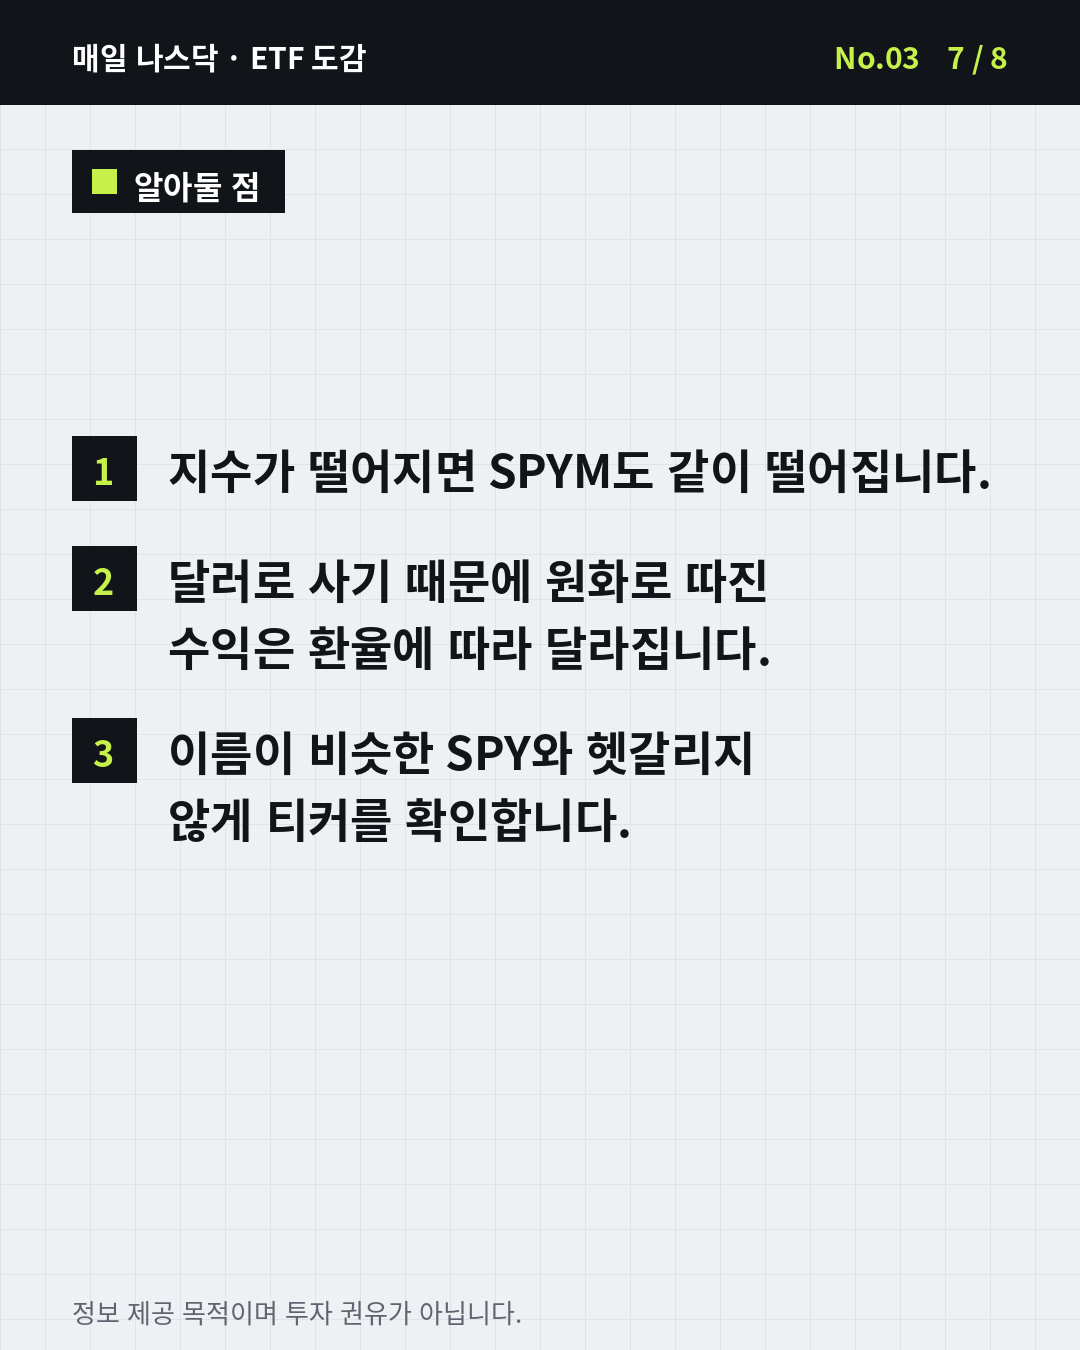 매일 나스닥 · ETF 도감
No.03 7 / 8
알아둘 점
1 지수가 떨어지면 SPYM도 같이 떨어집니다.
2 달러로 사기 때문에 원화로 따진
수익은 환율에 따라 달라집니다.
3 이름이 비슷한 SPY와 헷갈리지
않게 티커를 확인합니다.
정보 제공 목적이며 투자 권유가 아닙니다.